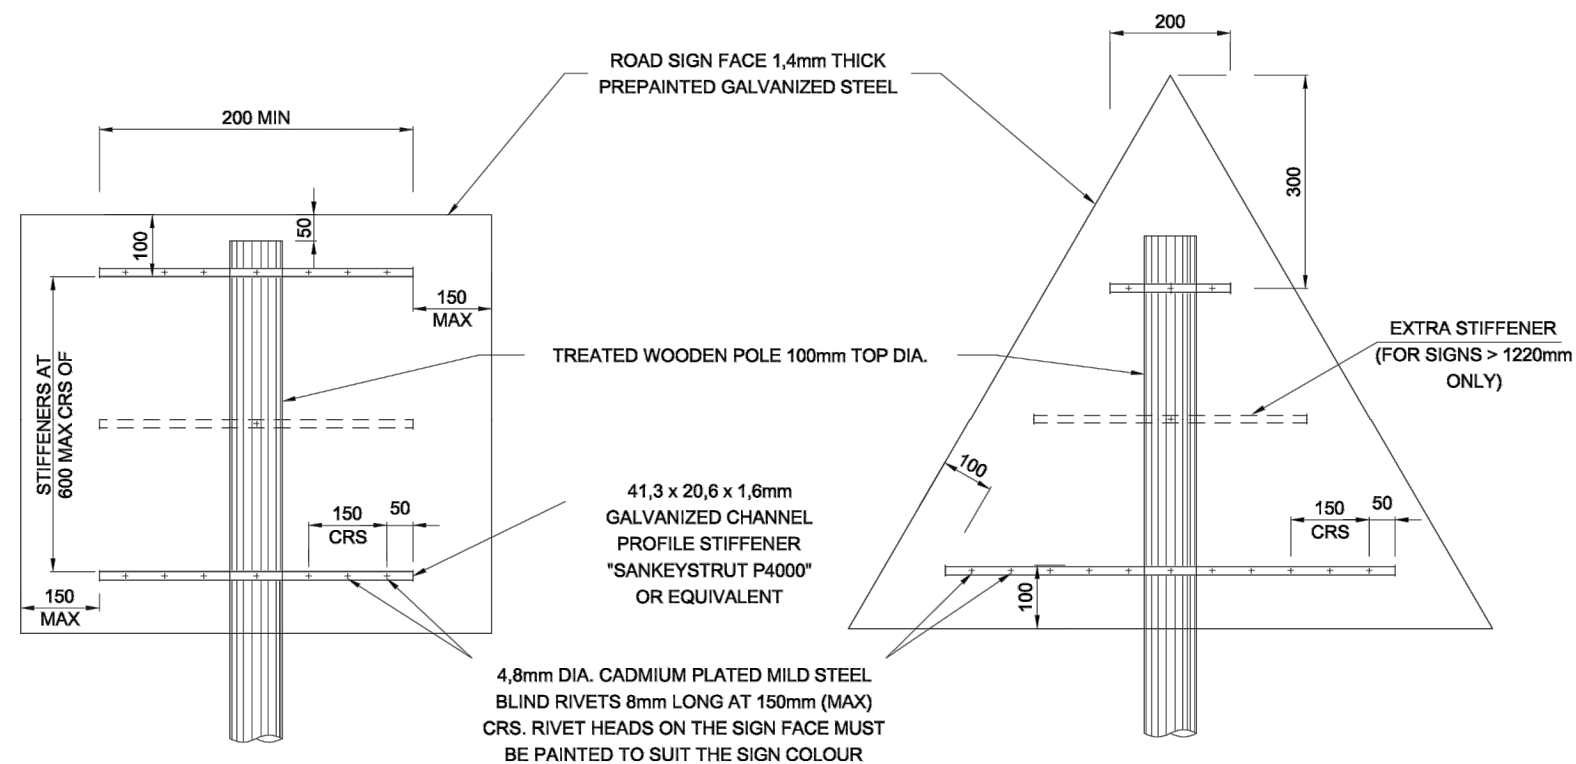 200
ROAD SIGN FACE 1,4mm THICK
PREPAINTED GALVANIZED STEEL
200 MIN
300
50
100
150
MAX
STIFFENERS AT
600 MAX CRS OF
TREATED WOODEN POLE 100mm TOP DIA.
EXTRA STIFFENER
(FOR SIGNS > 1220mm
ONLY)
100
41,3 x 20,6 x 1,6mm
GALVANIZED CHANNEL
PROFILE STIFFENER
"SANKEYSTRUT P4000"
OR EQUIVALENT
150
CRS
50
150
CRS
50
150
MAX
100
4,8mm DIA. CADMIUM PLATED MILD STEEL
BLIND RIVETS 8mm LONG AT 150mm (MAX)
CRS. RIVET HEADS ON THE SIGN FACE MUST
BE PAINTED TO SUIT THE SIGN COLOUR